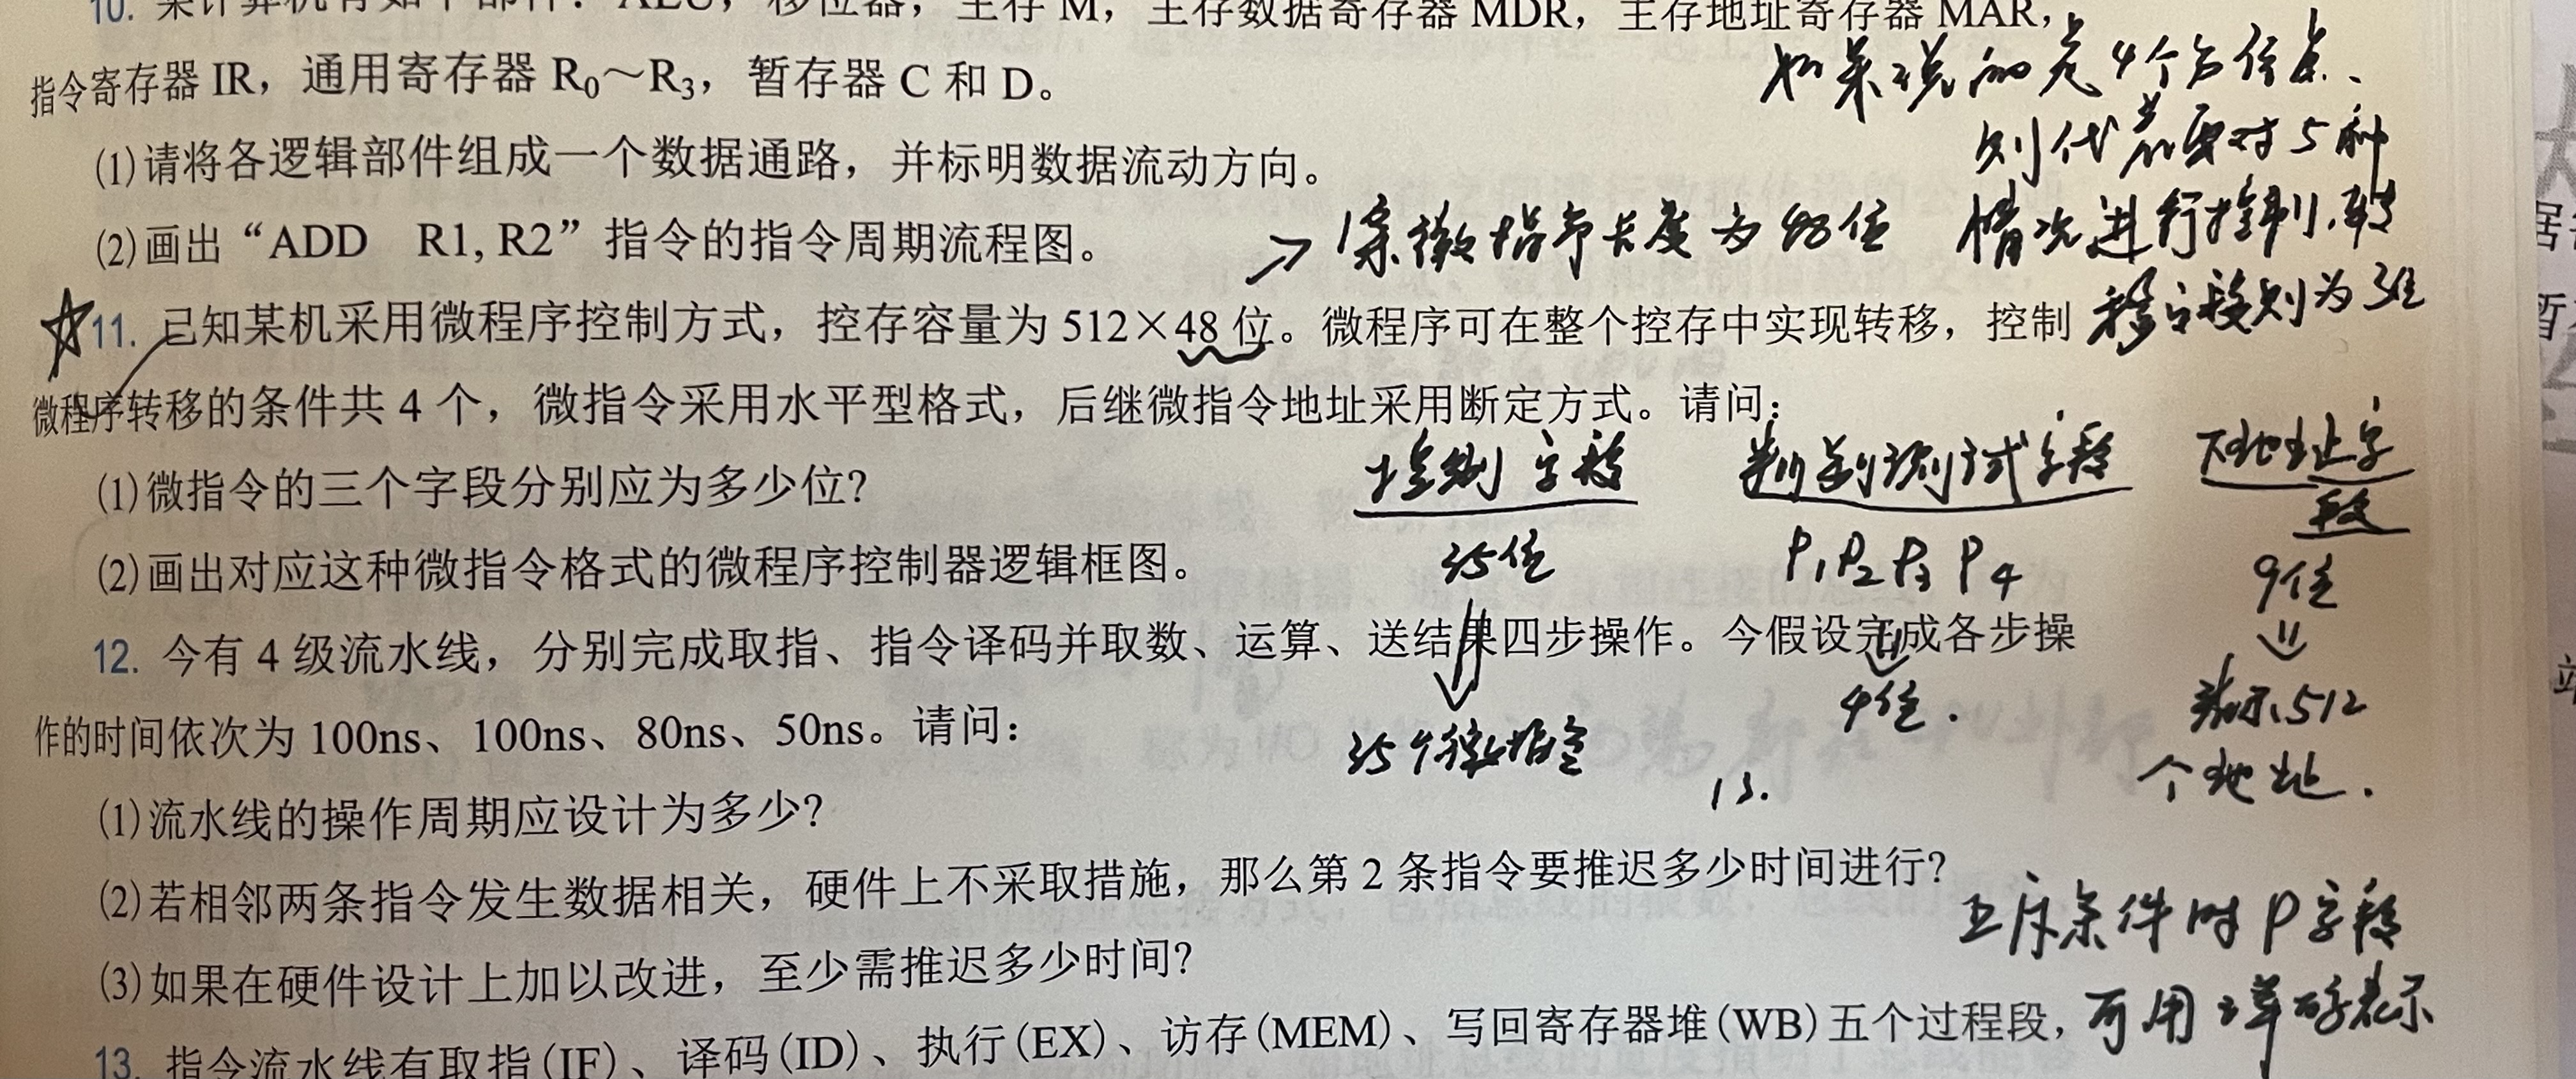 10. 某计算机有如下部件：ALU，移位器，主存 M，主存数据寄存器 MDR，主存地址寄存器 MAR，
指令寄存器 IR，通用寄存器 R₀～R₃，暂存器 C 和 D。
如果说的是4个方位点、
则代表需要对5种
情况进行控制，转
移字段则为3位
(1)请将各逻辑部件组成一个数据通路，并标明数据流动方向。
(2)画出“ADD R1, R2”指令的指令周期流程图。
→ 1条微指令长度为48位
☆11. 已知某机采用微程序控制方式，控存容量为 512×48 位。微程序可在整个控存中实现转移，控制
微程序转移的条件共 4 个，微指令采用水平型格式，后继微指令地址采用断定方式。请问：
(1)微指令的三个字段分别应为多少位？
控制字段 判别测试字段 下地址字
段
(2)画出对应这种微指令格式的微程序控制器逻辑框图。
35位 P₁P₂P₃P₄ 9位
12. 今有 4 级流水线，分别完成取指、指令译码并取数、运算、送结果四步操作。今假设完成各步操
作的时间依次为 100ns、100ns、80ns、50ns。请问：
35个微指令 4位. 表示512
个地址.
13.
(1)流水线的操作周期应设计为多少？
(2)若相邻两条指令发生数据相关，硬件上不采取措施，那么第 2 条指令要推迟多少时间进行？
(3)如果在硬件设计上加以改进，至少需推迟多少时间？
互斥条件时P字段
可用译码表示
13. 指令流水线有取指(IF)、译码(ID)、执行(EX)、访存(MEM)、写回寄存器堆(WB)五个过程段，